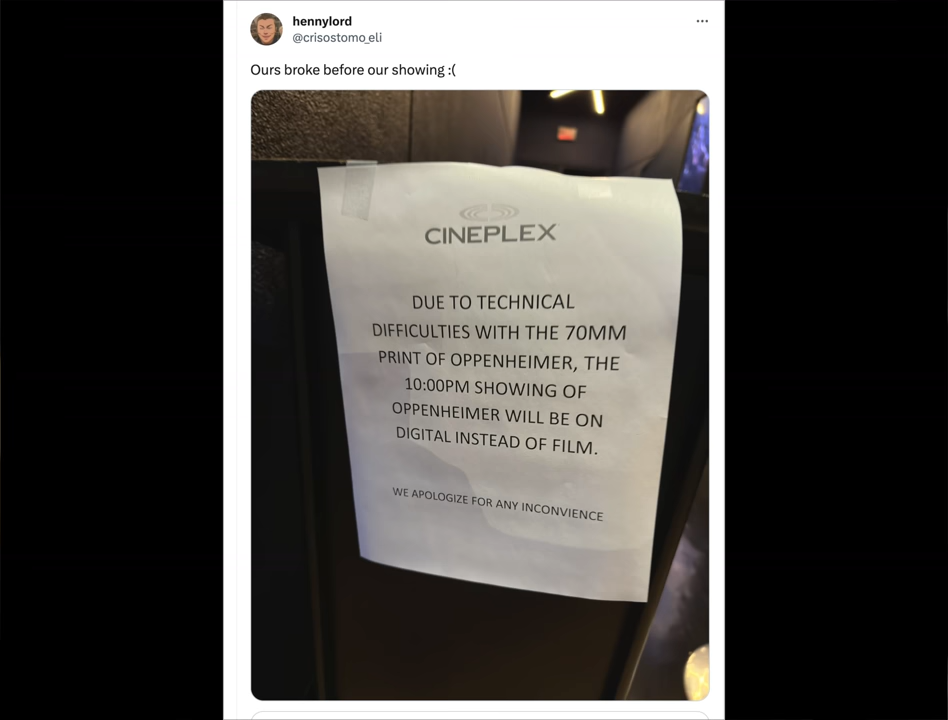 hennylord
@crisostomo_eli
Ours broke before our showing :(
CINEPLEX
DUE TO TECHNICAL
DIFFICULTIES WITH THE 70MM
PRINT OF OPPENHEIMER, THE
10:00PM SHOWING OF
OPPENHEIMER WILL BE ON
DIGITAL INSTEAD OF FILM.
WE APOLOGIZE FOR ANY INCONVIENCE